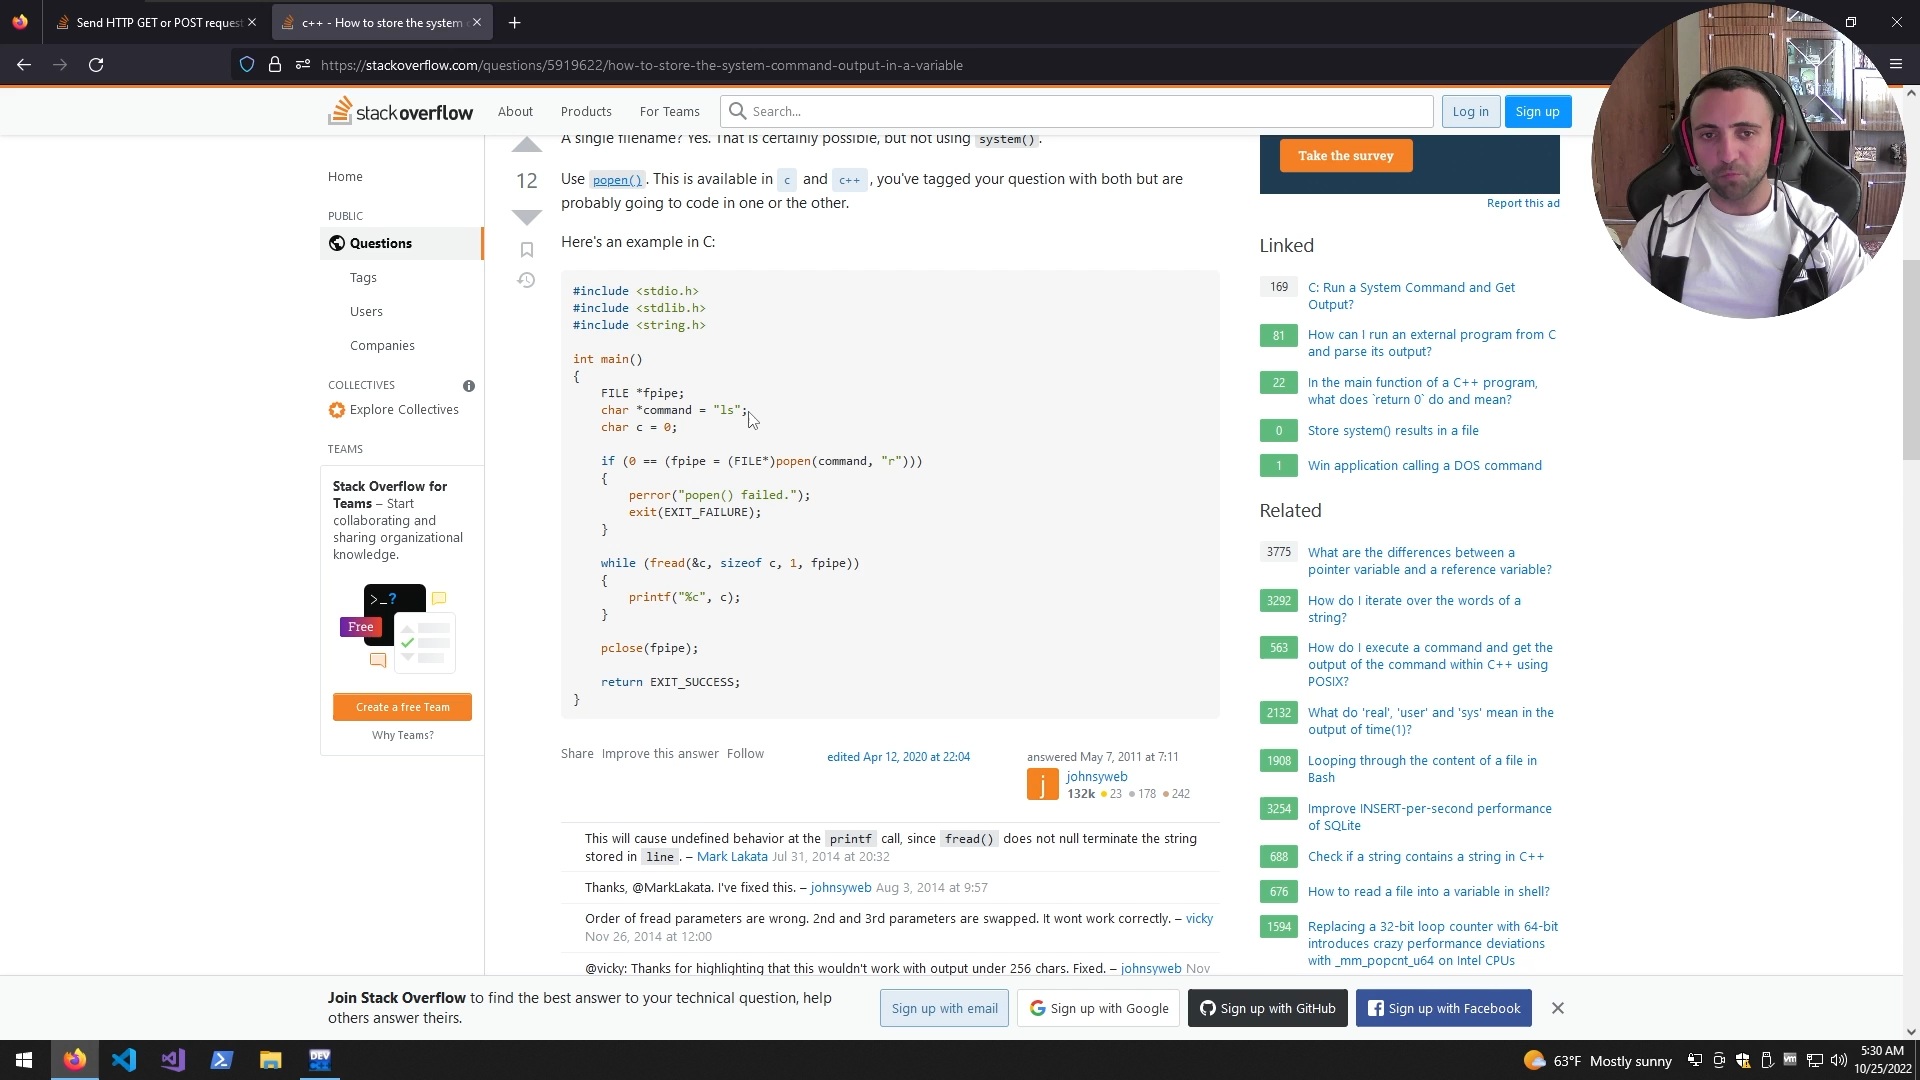 Send HTTP GET or POST request
c++ - How to store the system
https://stackoverflow.com/questions/5919622/how-to-store-the-system-command-output-in-a-variable
stackoverflow
About
Products
For Teams
Search...
Log in
Sign up
Home
PUBLIC
Questions
Tags
Users
Companies
COLLECTIVES
Explore Collectives
TEAMS
Stack Overflow for
Teams – Start
collaborating and
sharing organizational
knowledge.
>_?
Free
Create a free Team
Why Teams?
A single filename? Yes. That is certainly possible, but not using system().
12
Use popen(). This is available in c and c++, you've tagged your question with both but are
probably going to code in one or the other.
Here's an example in C:
#include <stdio.h>
#include <stdlib.h>
#include <string.h>
int main()
{
FILE *fpipe;
char *command = "ls";
char c = 0;
if (0 == (fpipe = (FILE*)popen(command, "r")))
{
perror("popen() failed.");
exit(EXIT_FAILURE);
}
while (fread(&c, sizeof c, 1, fpipe))
{
printf("%c", c);
}
pclose(fpipe);
return EXIT_SUCCESS;
}
Share Improve this answer Follow
edited Apr 12, 2020 at 22:04
answered May 7, 2011 at 7:11
j
johnsyweb
132k 23 178 242
This will cause undefined behavior at the printf call, since fread() does not null terminate the string
stored in line. – Mark Lakata Jul 31, 2014 at 20:32
Thanks, @MarkLakata. I've fixed this. – johnsyweb Aug 3, 2014 at 9:57
Order of fread parameters are wrong. 2nd and 3rd parameters are swapped. It wont work correctly. – vicky
Nov 26, 2014 at 12:00
@vicky: Thanks for highlighting that this wouldn't work with output under 256 chars. Fixed. – johnsyweb Nov
Take the survey
Report this ad
Linked
169 C: Run a System Command and Get
Output?
81 How can I run an external program from C
and parse its output?
22 In the main function of a C++ program,
what does `return 0` do and mean?
0 Store system() results in a file
1 Win application calling a DOS command
Related
3775 What are the differences between a
pointer variable and a reference variable?
3292 How do I iterate over the words of a
string?
563 How do I execute a command and get the
output of the command within C++ using
POSIX?
2132 What do 'real', 'user' and 'sys' mean in the
output of time(1)?
1908 Looping through the content of a file in
Bash
3254 Improve INSERT-per-second performance
of SQLite
688 Check if a string contains a string in C++
676 How to read a file into a variable in shell?
1594 Replacing a 32-bit loop counter with 64-bit
introduces crazy performance deviations
with _mm_popcnt_u64 on Intel CPUs
Join Stack Overflow to find the best answer to your technical question, help
others answer theirs.
Sign up with email
Sign up with Google
Sign up with GitHub
Sign up with Facebook
DEV
63°F Mostly sunny
vm
5:30 AM
10/25/2022